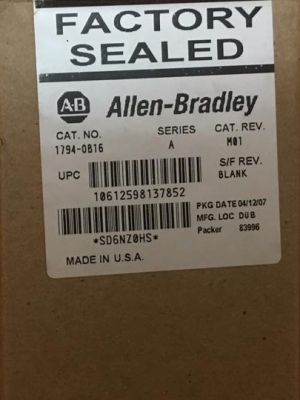 FACTORY
SEALED
A-B Allen-Bradley
CAT. NO. SERIES CAT. REV.
1794-OB16 A M01
S/F REV.
UPC BLANK
10612598137852
PKG DATE 04/12/07
MFG. LOC DUB
*SD6NZ0HS* Packer 83996
MADE IN U.S.A.